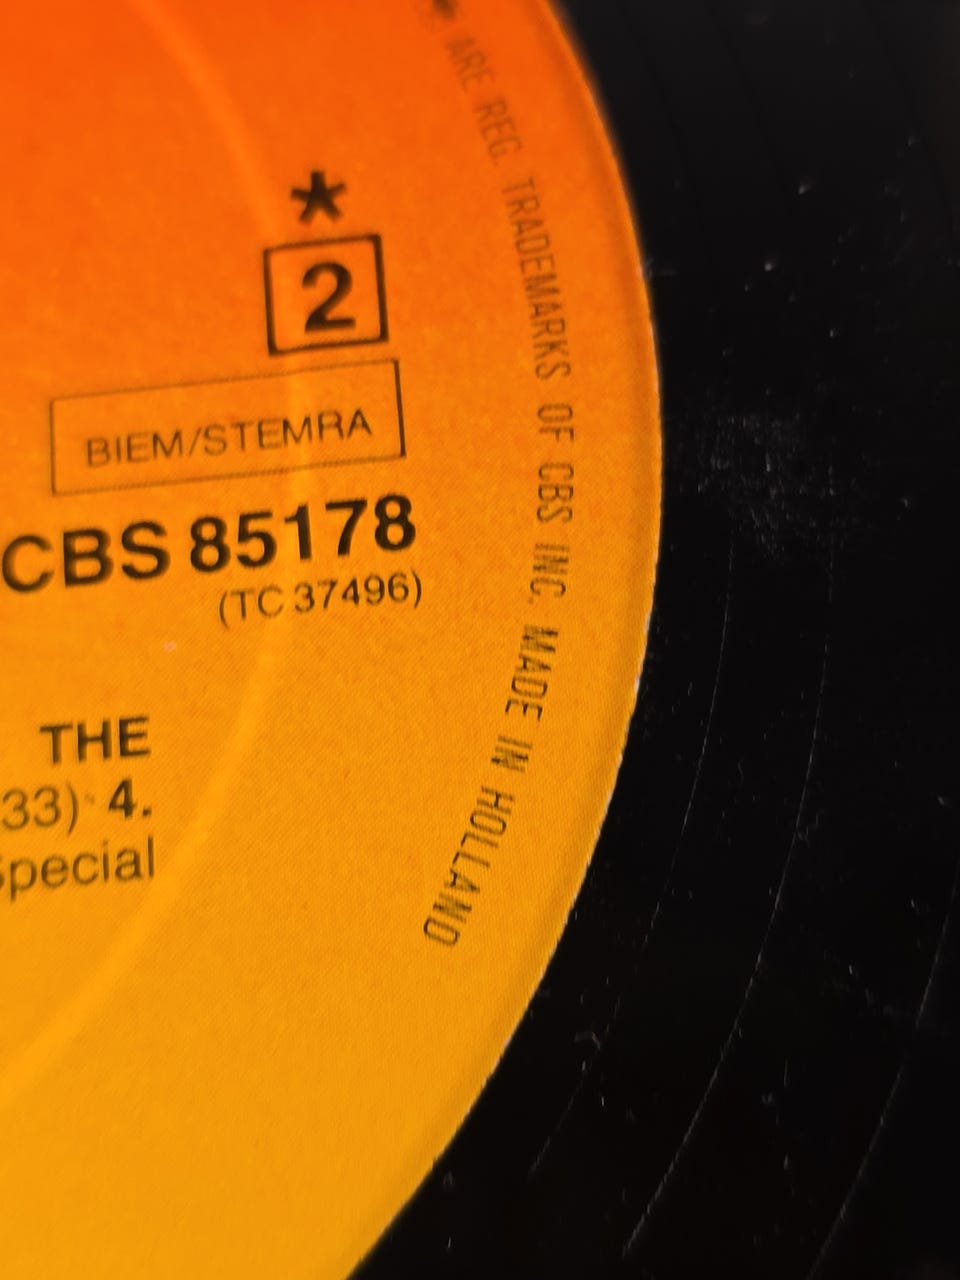 *
2
BIEM/STEMRA
CBS 85178
(TC 37496)
THE
33) 4.
Special
ARE REG. TRADEMARKS OF CBS INC. MADE IN HOLLAND